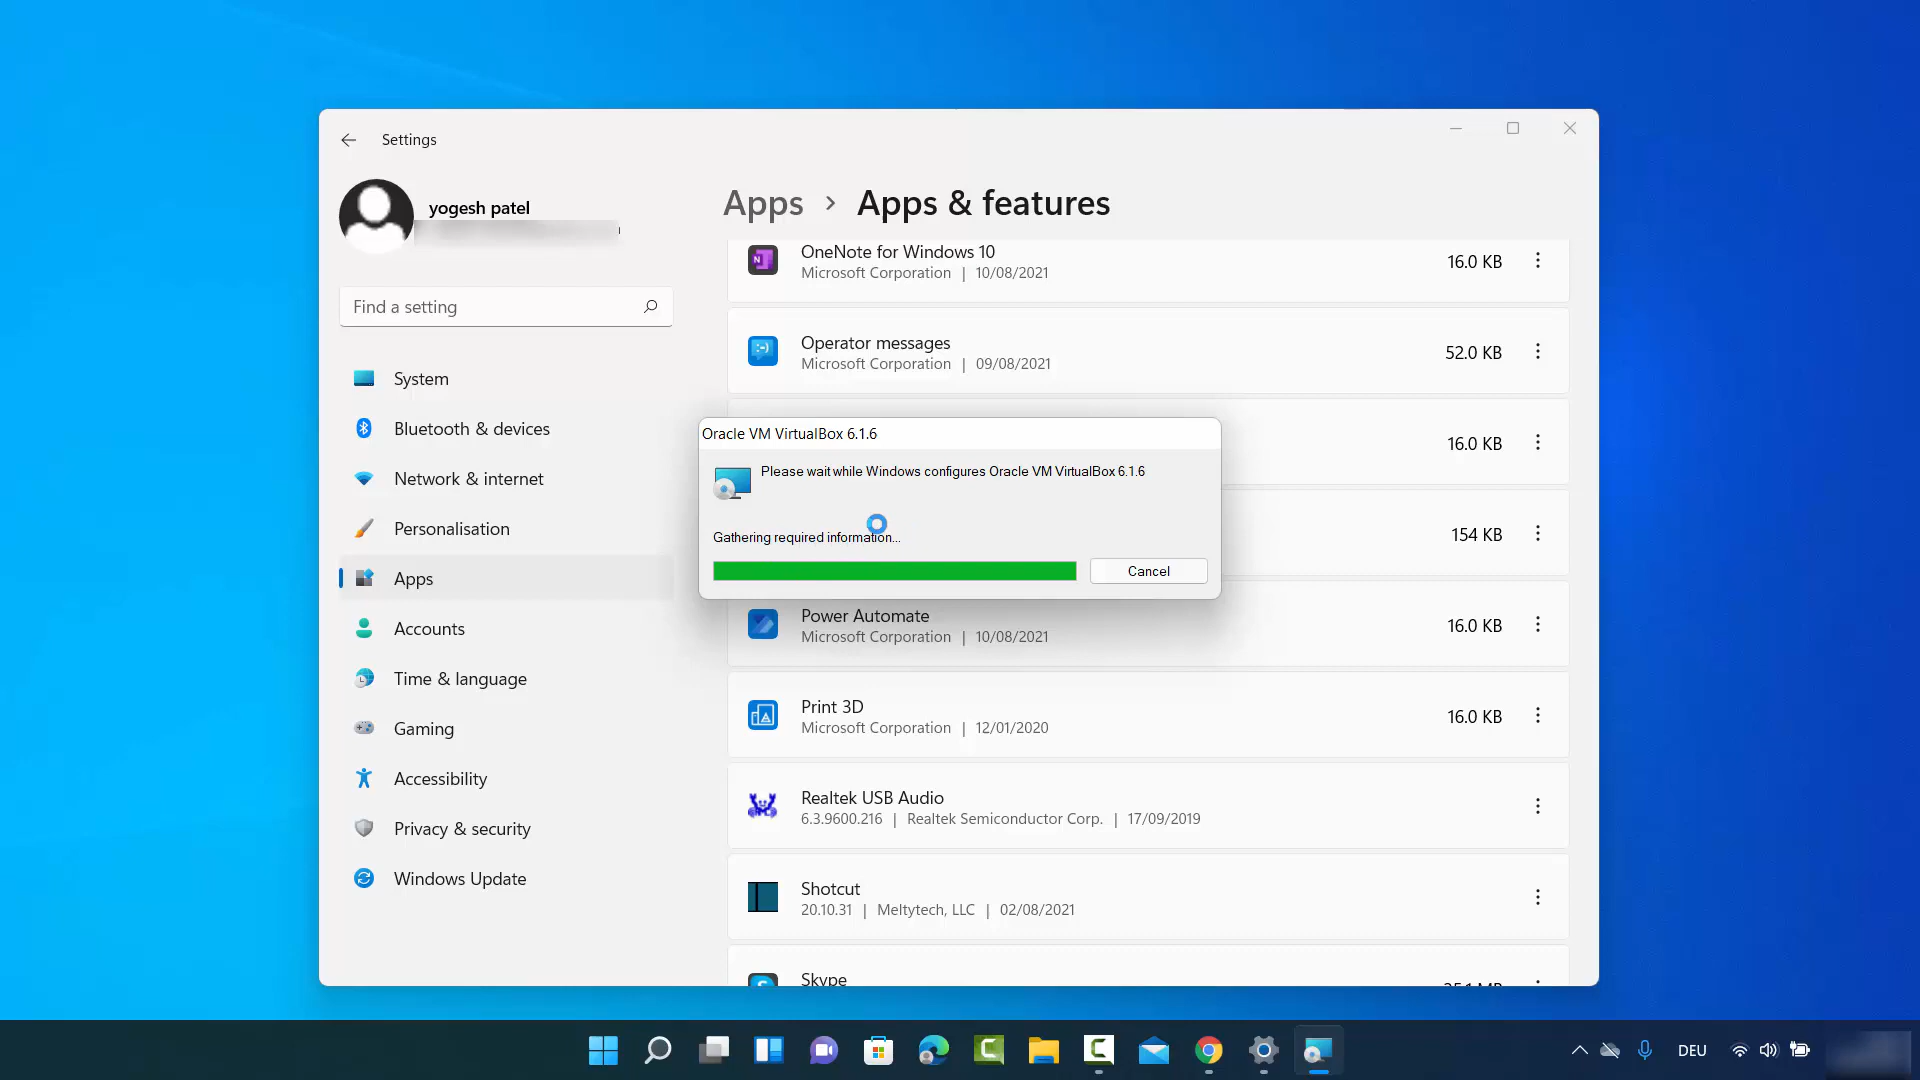 Settings
yogesh patel
Find a setting
System
Bluetooth & devices
Network & internet
Personalisation
Apps
Accounts
Time & language
Gaming
Accessibility
Privacy & security
Windows Update
Apps > Apps & features
OneNote for Windows 10
Microsoft Corporation | 10/08/2021
16.0 KB
Operator messages
Microsoft Corporation | 09/08/2021
52.0 KB
16.0 KB
154 KB
Oracle VM VirtualBox 6.1.6
Please wait while Windows configures Oracle VM VirtualBox 6.1.6
Gathering required information...
Cancel
Power Automate
Microsoft Corporation | 10/08/2021
16.0 KB
Print 3D
Microsoft Corporation | 12/01/2020
16.0 KB
Realtek USB Audio
6.3.9600.216 | Realtek Semiconductor Corp. | 17/09/2019
Shotcut
20.10.31 | Meltytech, LLC | 02/08/2021
Skype
DEU